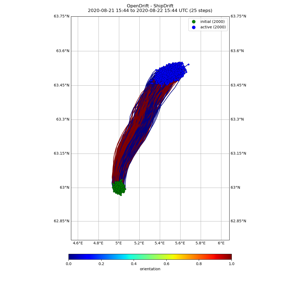 OpenDrift - ShipDrift
2020-08-21 15:44 to 2020-08-22 15:44 UTC (25 steps)
63.75°N 63.75°N
initial (2000)
active (2000)
63.6°N 63.6°N
63.45°N 63.45°N
63.3°N 63.3°N
63.15°N 63.15°N
63°N 63°N
62.85°N 62.85°N
4.6°E 4.8°E 5°E 5.2°E 5.4°E 5.6°E 5.8°E 6°E
0.0 0.2 0.4 0.6 0.8 1.0
orientation